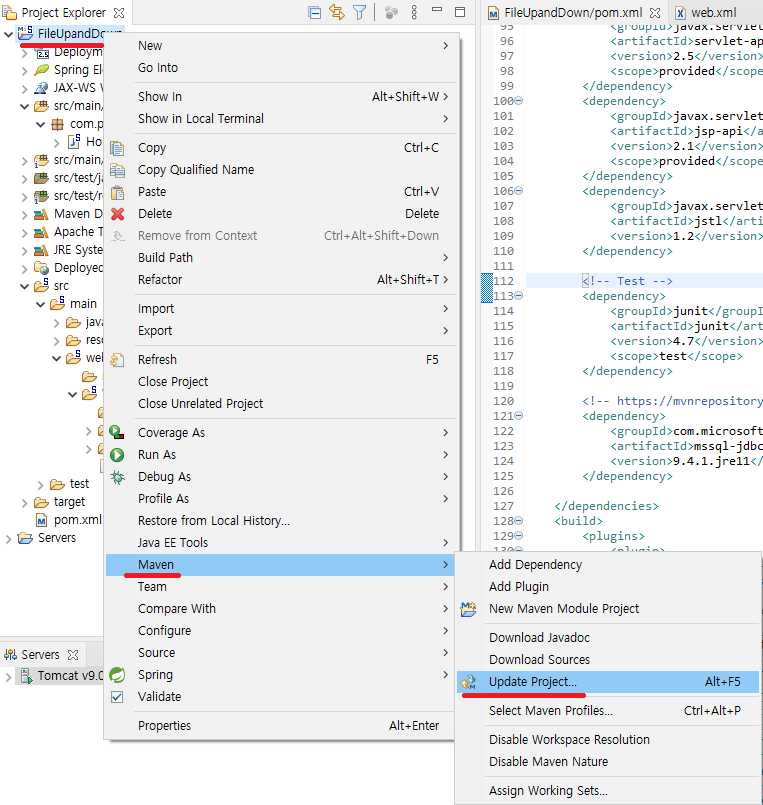 Project Explorer
FileUpandDown
Deploym
Spring El
JAX-WS W
src/main/
com.p
Ho
src/main/
src/test/ja
src/test/re
Maven D
Apache T
JRE Syste
Deployed
src
main
java
reso
web
test
target
pom.xml
Servers
Servers
Tomcat v9.0
New
Go Into
Show In Alt+Shift+W
Show in Local Terminal
Copy Ctrl+C
Copy Qualified Name
Paste Ctrl+V
Delete Delete
Remove from Context Ctrl+Alt+Shift+Down
Build Path
Refactor Alt+Shift+T
Import
Export
Refresh F5
Close Project
Close Unrelated Project
Coverage As
Run As
Debug As
Profile As
Restore from Local History...
Java EE Tools
Maven
Team
Compare With
Configure
Source
Spring
Validate
Properties Alt+Enter
Add Dependency
Add Plugin
New Maven Module Project
Download Javadoc
Download Sources
Update Project... Alt+F5
Select Maven Profiles... Ctrl+Alt+P
Disable Workspace Resolution
Disable Maven Nature
Assign Working Sets...
FileUpandDown/pom.xml web.xml
95 <groupId>javax.servlet
96 <artifactId>servlet-ap
97 <version>2.5</version>
98 <scope>provided</scope
99 </dependency>
100 <dependency>
101 <groupId>javax.servlet
102 <artifactId>jsp-api</a
103 <version>2.1</version>
104 <scope>provided</scope
105 </dependency>
106 <dependency>
107 <groupId>javax.servlet
108 <artifactId>jstl</arti
109 <version>1.2</version>
110 </dependency>
111
112 <!-- Test -->
113 <dependency>
114 <groupId>junit</groupI
115 <artifactId>junit</art
116 <version>4.7</version>
117 <scope>test</scope>
118 </dependency>
119
120 <!-- https://mvnrepository
121 <dependency>
122 <groupId>com.microsoft
123 <artifactId>mssql-jdbc
124 <version>9.4.1.jre11</
125 </dependency>
126
127 </dependencies>
128 <build>
129 <plugins>
130 <plugin>